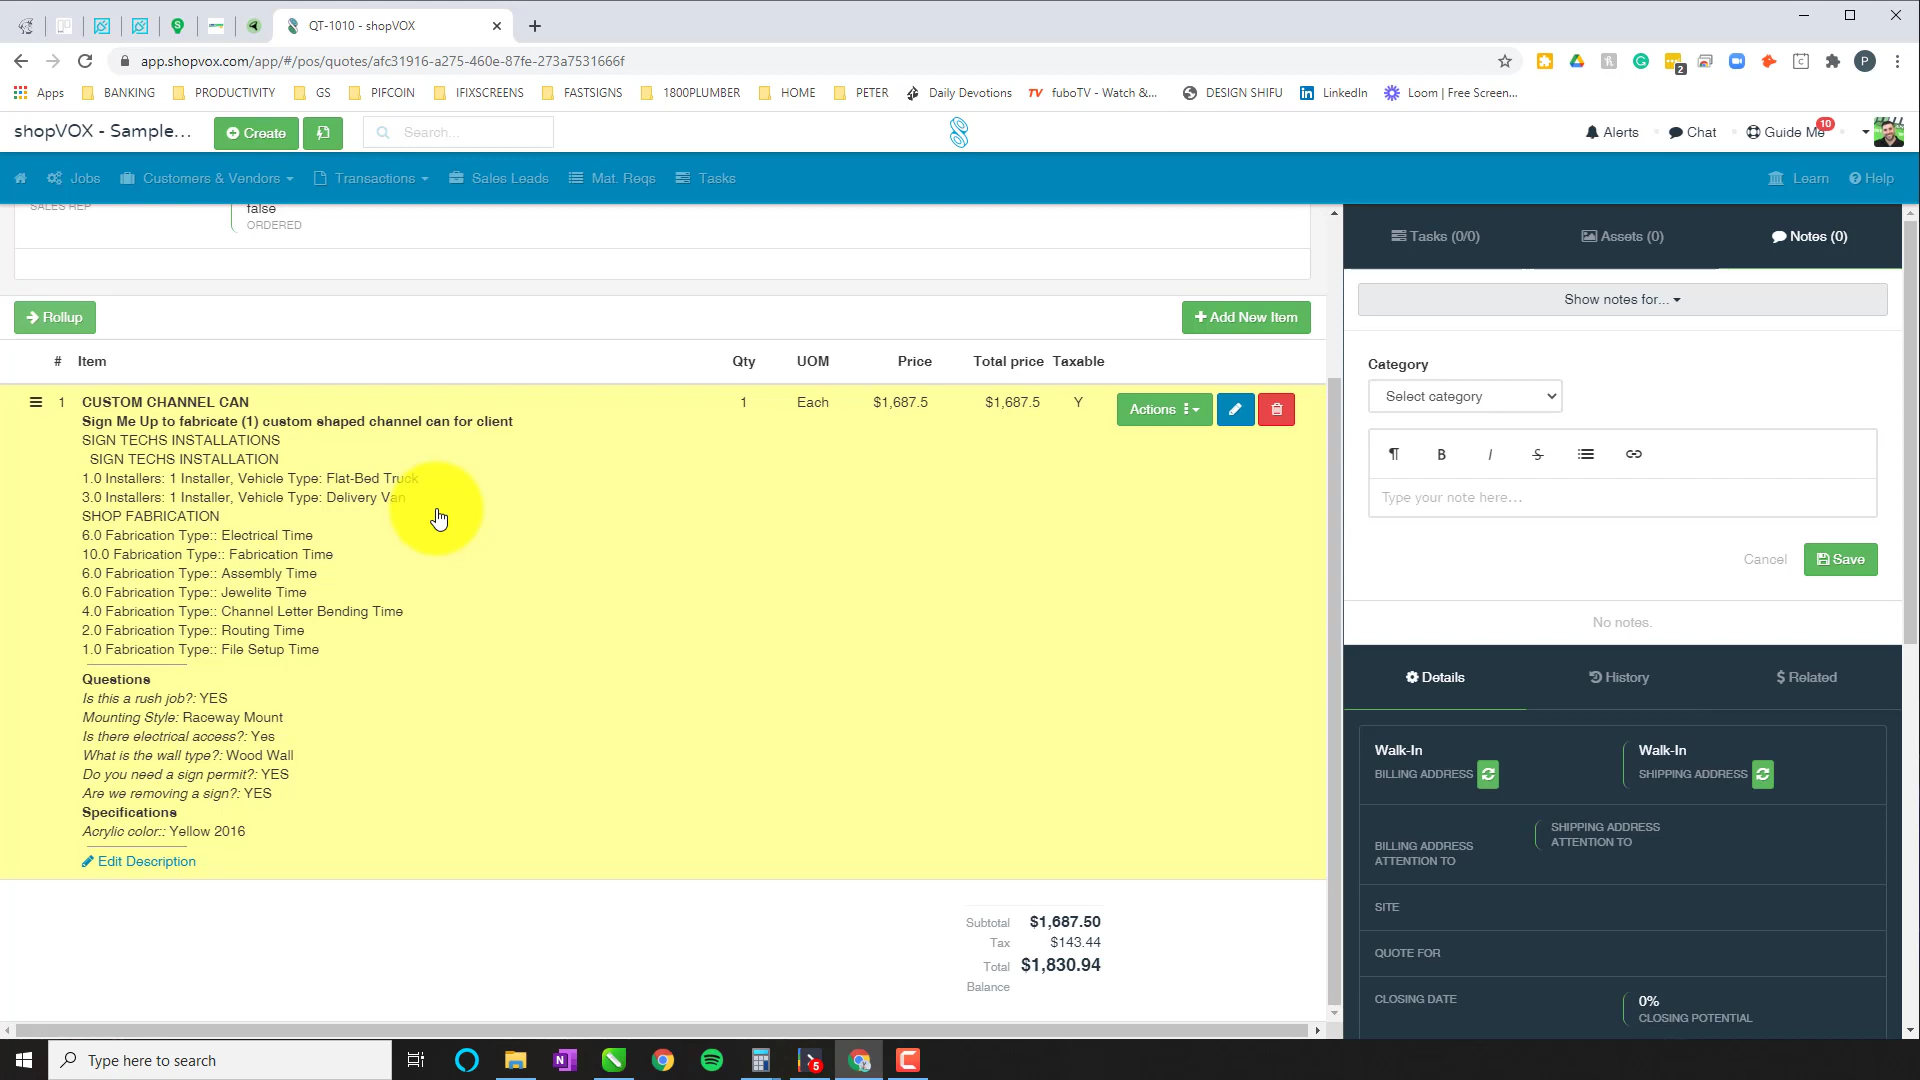 QT-1010 - shopVOX
app.shopvox.com/app/#/pos/quotes/afc31916-a275-460e-87fe-273a7531666f
2
P
Apps BANKING PRODUCTIVITY GS PIFCOIN IFIXSCREENS FASTSIGNS 1800PLUMBER HOME PETER Daily Devotions fuboTV - Watch &... DESIGN SHIFU LinkedIn Loom | Free Screen...
shopVOX - Sample... Create Search... Alerts Chat Guide Me 10
Jobs Customers & Vendors Transactions Sales Leads Mat. Reqs Tasks Learn Help
SALES REP
false
ORDERED
Rollup
Add New Item
# Item Qty UOM Price Total price Taxable
1 CUSTOM CHANNEL CAN 1 Each $1,687.5 $1,687.5 Y Actions
Sign Me Up to fabricate (1) custom shaped channel can for client
SIGN TECHS INSTALLATIONS
SIGN TECHS INSTALLATION
1.0 Installers: 1 Installer, Vehicle Type: Flat-Bed Truck
3.0 Installers: 1 Installer, Vehicle Type: Delivery Van
SHOP FABRICATION
6.0 Fabrication Type:: Electrical Time
10.0 Fabrication Type:: Fabrication Time
6.0 Fabrication Type:: Assembly Time
6.0 Fabrication Type:: Jewelite Time
4.0 Fabrication Type:: Channel Letter Bending Time
2.0 Fabrication Type:: Routing Time
1.0 Fabrication Type:: File Setup Time
Questions
Is this a rush job?: YES
Mounting Style: Raceway Mount
Is there electrical access?: Yes
What is the wall type?: Wood Wall
Do you need a sign permit?: YES
Are we removing a sign?: YES
Specifications
Acrylic color:: Yellow 2016
Edit Description
Subtotal $1,687.50
Tax $143.44
Total $1,830.94
Balance
Tasks (0/0) Assets (0) Notes (0)
Show notes for...
Category
Select category
Type your note here...
Cancel Save
No notes.
Details History Related
Walk-In Walk-In
BILLING ADDRESS SHIPPING ADDRESS
BILLING ADDRESS
ATTENTION TO
SHIPPING ADDRESS
ATTENTION TO
SITE
QUOTE FOR
CLOSING DATE
0%
CLOSING POTENTIAL
Type here to search
5